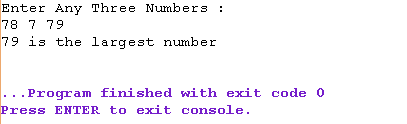 Enter Any Three Numbers :
78 7 79
79 is the largest number
...Program finished with exit code 0
Press ENTER to exit console.